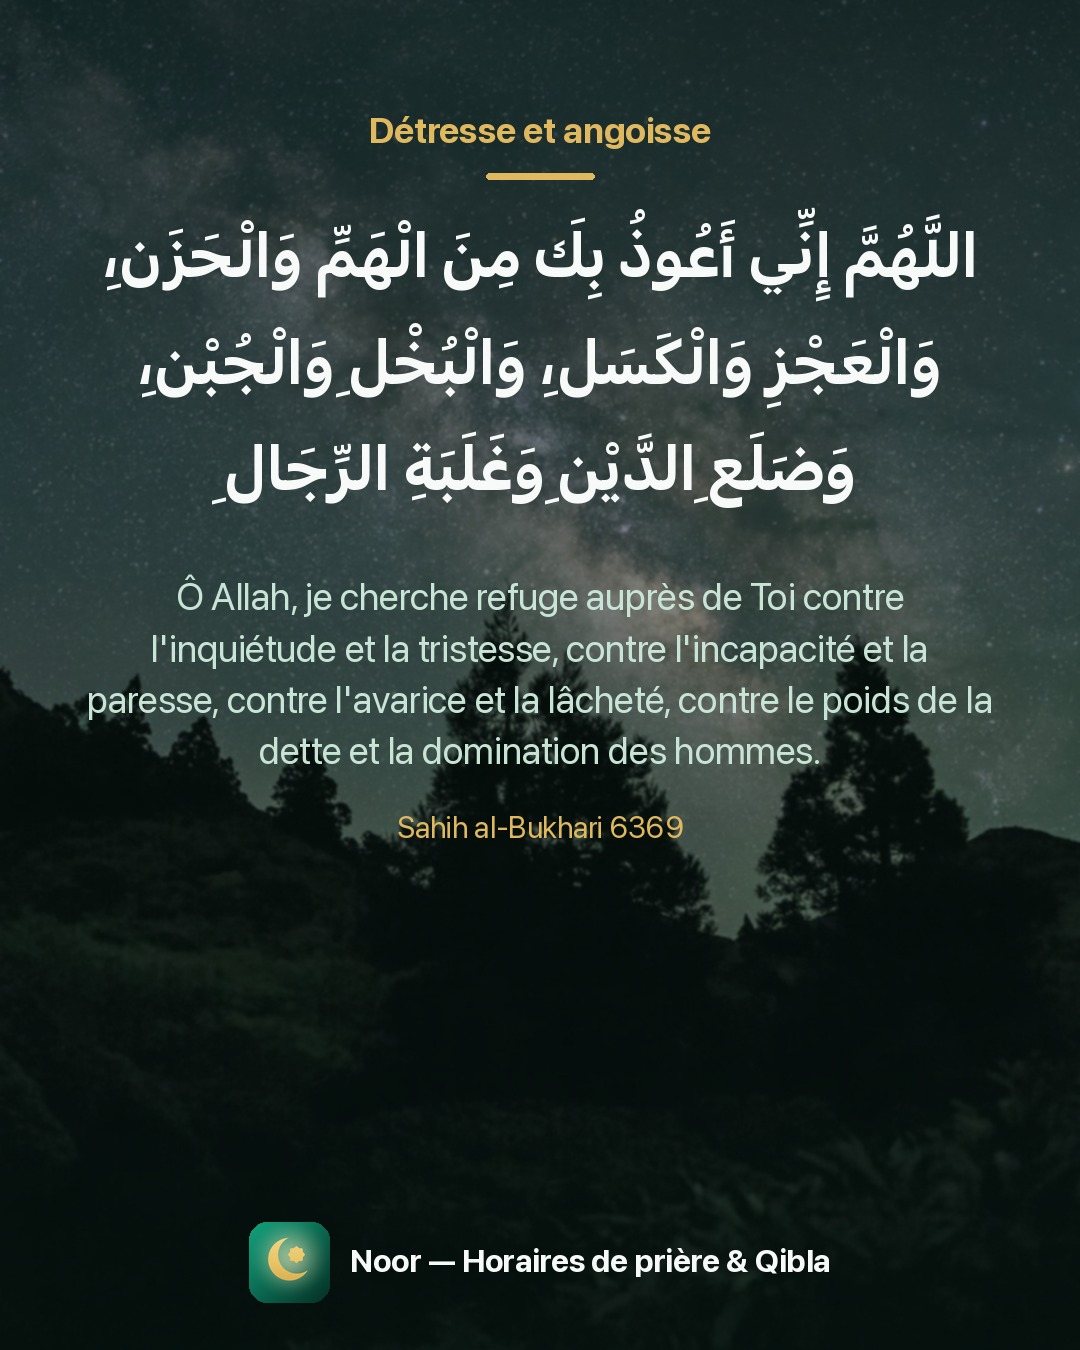 Détresse et angoisse
اللَّهُمَّ إِنِّي أَعُوذُ بِكَ مِنَ الْهَمِّ وَالْحَزَنِ،
وَالْعَجْزِ وَالْكَسَلِ، وَالْبُخْلِ وَالْجُبْنِ،
وَضَلَعِ الدَّيْنِ وَغَلَبَةِ الرِّجَالِ
Ô Allah, je cherche refuge auprès de Toi contre
l'inquiétude et la tristesse, contre l'incapacité et la
paresse, contre l'avarice et la lâcheté, contre le poids de la
dette et la domination des hommes.
Sahih al-Bukhari 6369
Noor — Horaires de prière & Qibla